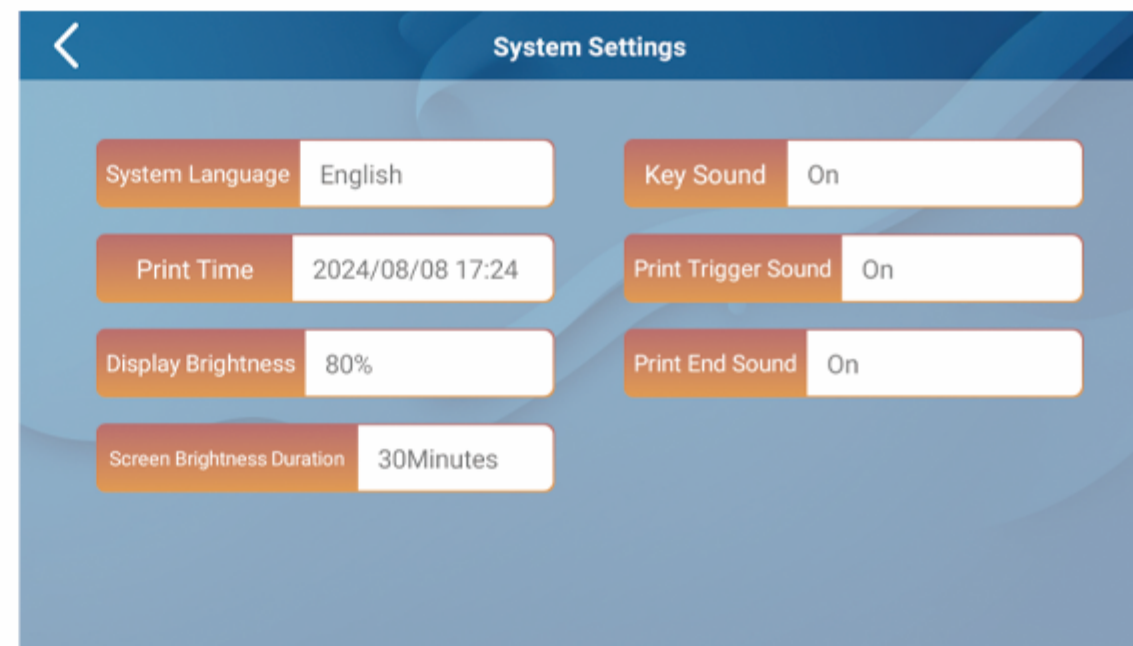 System Settings
System Language English
Key Sound On
Print Time 2024/08/08 17:24
Print Trigger Sound On
Display Brightness 80%
Print End Sound On
Screen Brightness Duration 30Minutes